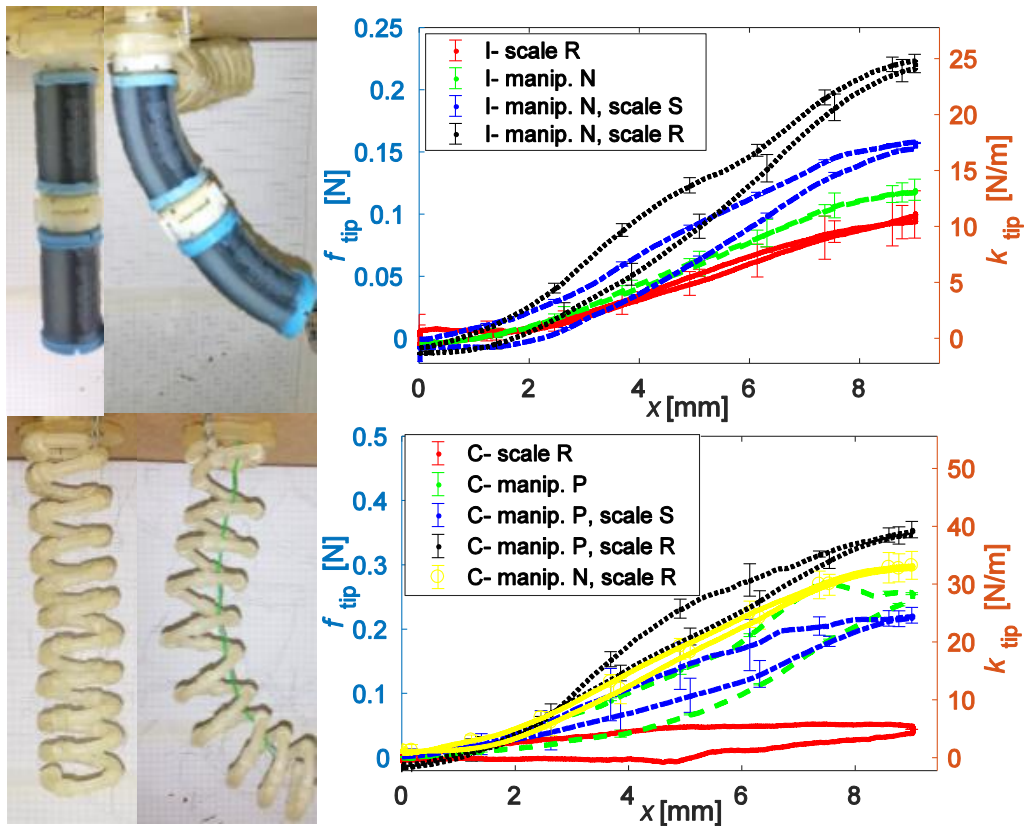 0.25
0.2
0.15
0.1
0.05
0
f tip [N]
I- scale R
I- manip. N
I- manip. N, scale S
I- manip. N, scale R
25
20
15
10
5
0
k tip [N/m]
0 2 4 6 8
x [mm]
0.5
0.4
0.3
0.2
0.1
0
f tip [N]
C- scale R
C- manip. P
C- manip. P, scale S
C- manip. P, scale R
C- manip. N, scale R
50
40
30
20
10
0
k tip [N/m]
0 2 4 6 8
x [mm]